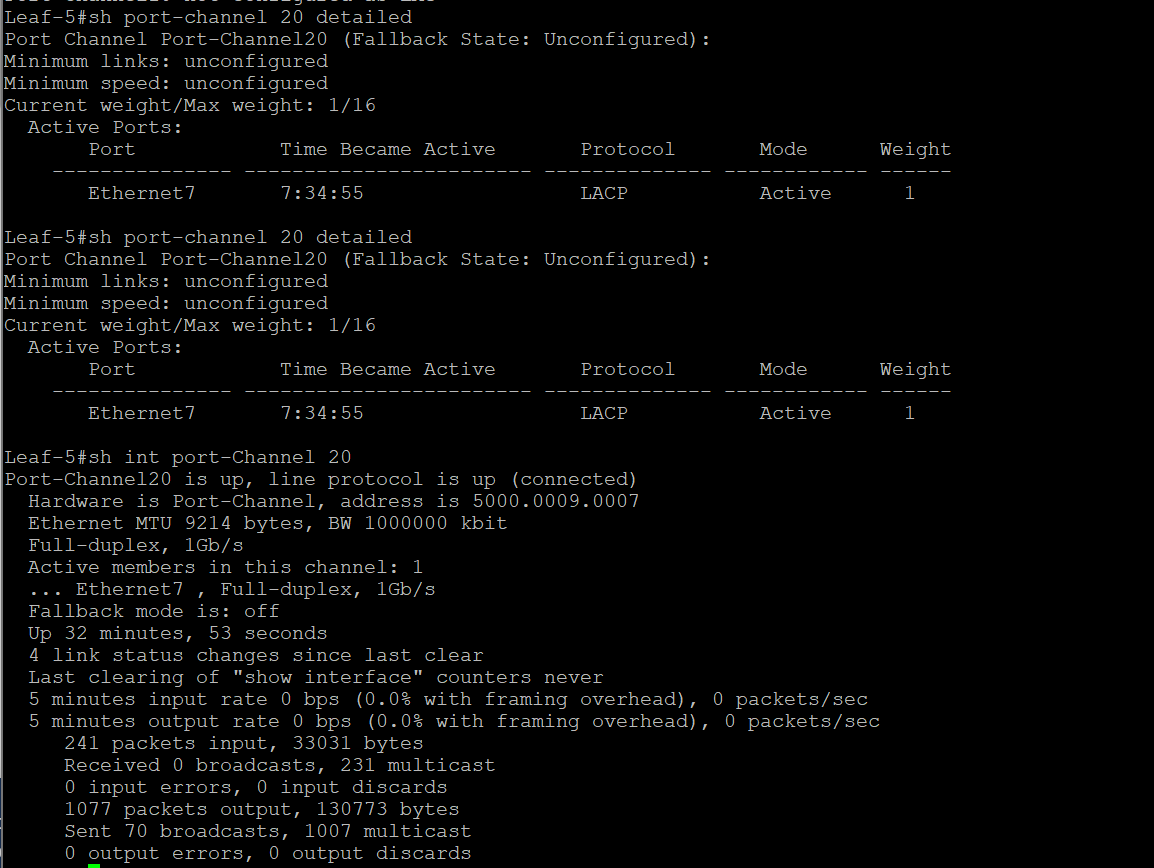 Leaf-5#sh port-channel 20 detailed
Port Channel Port-Channel20 (Fallback State: Unconfigured):
Minimum links: unconfigured
Minimum speed: unconfigured
Current weight/Max weight: 1/16
  Active Ports:
       Port            Time Became Active       Protocol       Mode      Weight
    --------------- ------------------------ -------------- ------------ ------
       Ethernet7       7:34:55                  LACP           Active      1

Leaf-5#sh port-channel 20 detailed
Port Channel Port-Channel20 (Fallback State: Unconfigured):
Minimum links: unconfigured
Minimum speed: unconfigured
Current weight/Max weight: 1/16
  Active Ports:
       Port            Time Became Active       Protocol       Mode      Weight
    --------------- ------------------------ -------------- ------------ ------
       Ethernet7       7:34:55                  LACP           Active      1

Leaf-5#sh int port-Channel 20
Port-Channel20 is up, line protocol is up (connected)
  Hardware is Port-Channel, address is 5000.0009.0007
  Ethernet MTU 9214 bytes, BW 1000000 kbit
  Full-duplex, 1Gb/s
  Active members in this channel: 1
  ... Ethernet7 , Full-duplex, 1Gb/s
  Fallback mode is: off
  Up 32 minutes, 53 seconds
  4 link status changes since last clear
  Last clearing of "show interface" counters never
  5 minutes input rate 0 bps (0.0% with framing overhead), 0 packets/sec
  5 minutes output rate 0 bps (0.0% with framing overhead), 0 packets/sec
     241 packets input, 33031 bytes
     Received 0 broadcasts, 231 multicast
     0 input errors, 0 input discards
     1077 packets output, 130773 bytes
     Sent 70 broadcasts, 1007 multicast
     0 output errors, 0 output discards